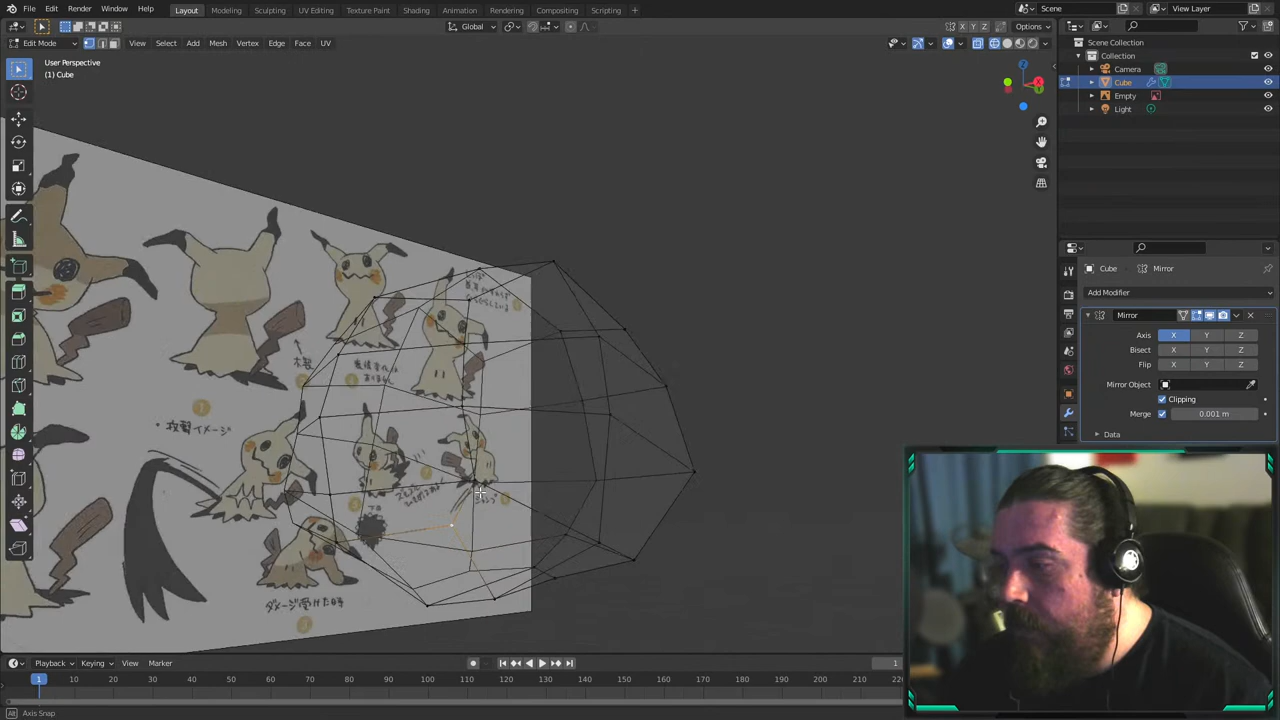 File Edit Render Window Help
Layout Modeling Sculpting UV Editing Texture Paint Shading Animation Rendering Compositing Scripting +
Scene
View Layer
Global
X Y Z
Options
Edit Mode
View Select Add Mesh Vertex Edge Face UV
User Perspective
(1) Cube
Z
X
Y
Scene Collection
Collection
Camera
Cube
Empty
Light
Cube
Mirror
Add Modifier
Mirror
Axis X Y Z
Bisect X Y Z
Flip X Y Z
Mirror Object
Clipping
Merge 0.001 m
Data
1
・攻撃イメージ
ダメージ受けた時
3
Playback Keying View Marker
1
1 10 20 30 40 50 60 70 80 90 100 110 120 130 140 150 160 170 180 190 200 210 220
Axis Snap